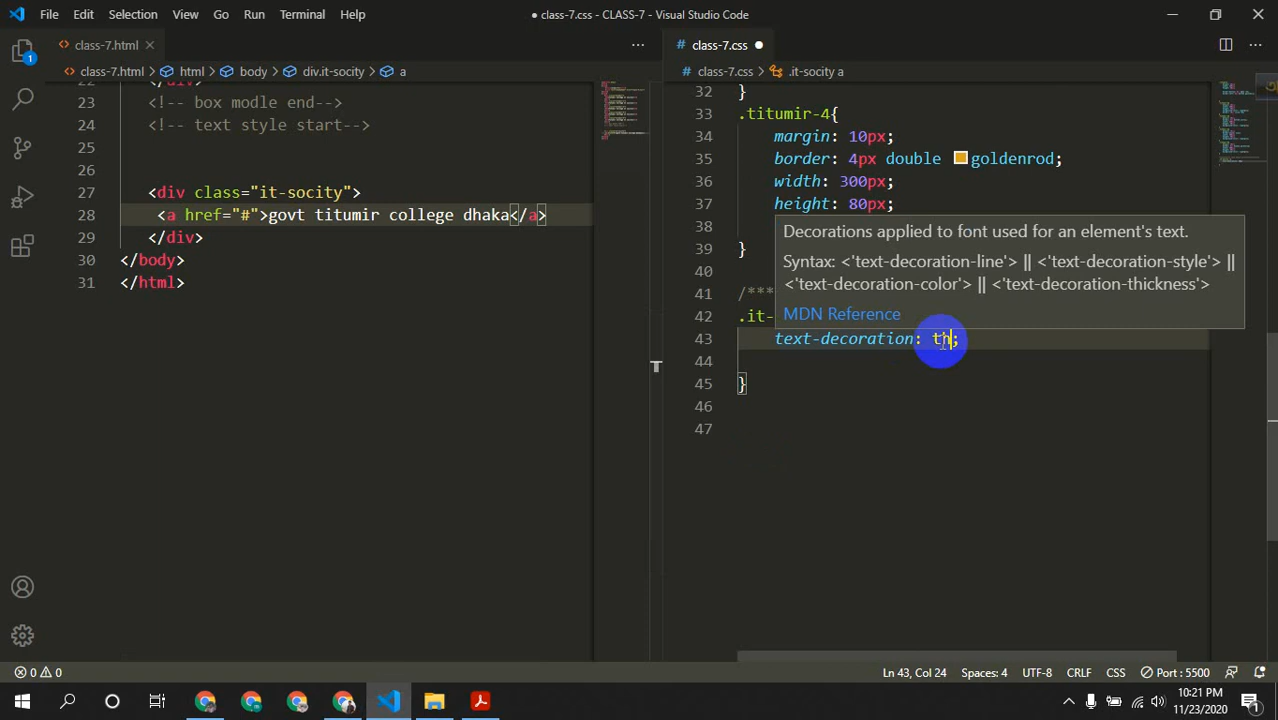 File Edit Selection View Go Run Terminal Help
● class-7.css - CLASS-7 - Visual Studio Code
class-7.html
class-7.html > html > body > div.it-socity > a
22 </div>
23 <!-- box modle end-->
24 <!-- text style start-->
25
26
27 <div class="it-socity">
28 <a href="#">govt titumir college dhaka</a>
29 </div>
30 </body>
31 </html>
class-7.css ●
class-7.css > .it-socity a
32 }
33 .titumir-4{
34 margin: 10px;
35 border: 4px double goldenrod;
36 width: 300px;
37 height: 80px;
38
39 }
40
41 /***
42 .it-
43 text-decoration: th;
44
45 }
46
47
Decorations applied to font used for an element's text.
Syntax: <'text-decoration-line'> || <'text-decoration-style'> ||
<'text-decoration-color'> || <'text-decoration-thickness'>
MDN Reference
1
0 0
Ln 43, Col 24 Spaces: 4 UTF-8 CRLF CSS Port : 5500
10:21 PM
11/23/2020
1